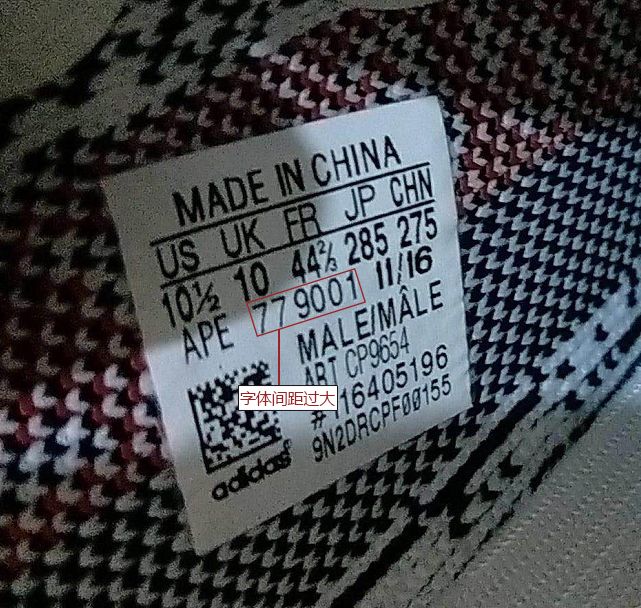 MADE IN CHINA
US UK FR JP CHN
10½ 10 44⅔ 285 275
APE 779001 11/16
MALE/MÂLE
ART CP9654
字体间距过大
# 16405196
9N2DRCPF00155
adidas®